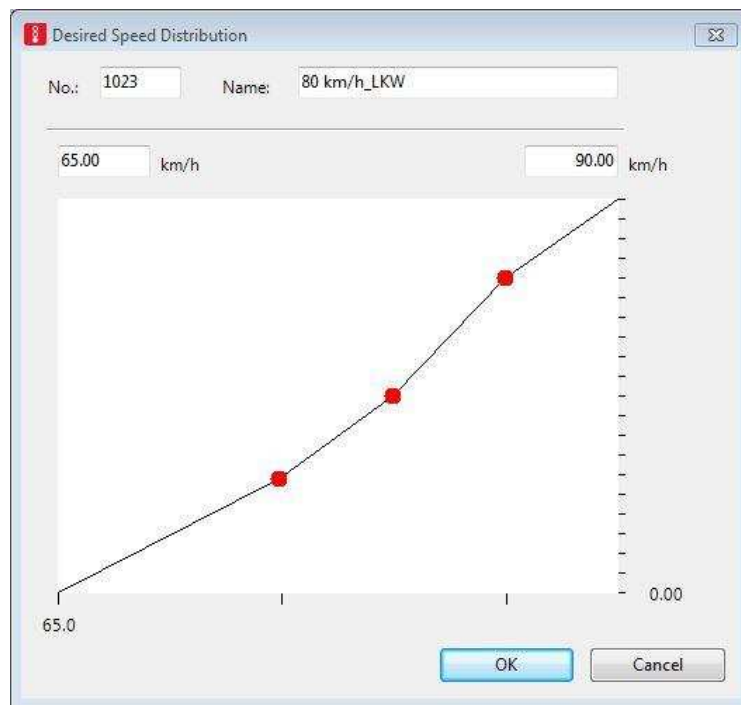 Desired Speed Distribution
No.: 1023 Name: 80 km/h_LKW
65.00 km/h 90.00 km/h
0.00
65.0
OK Cancel